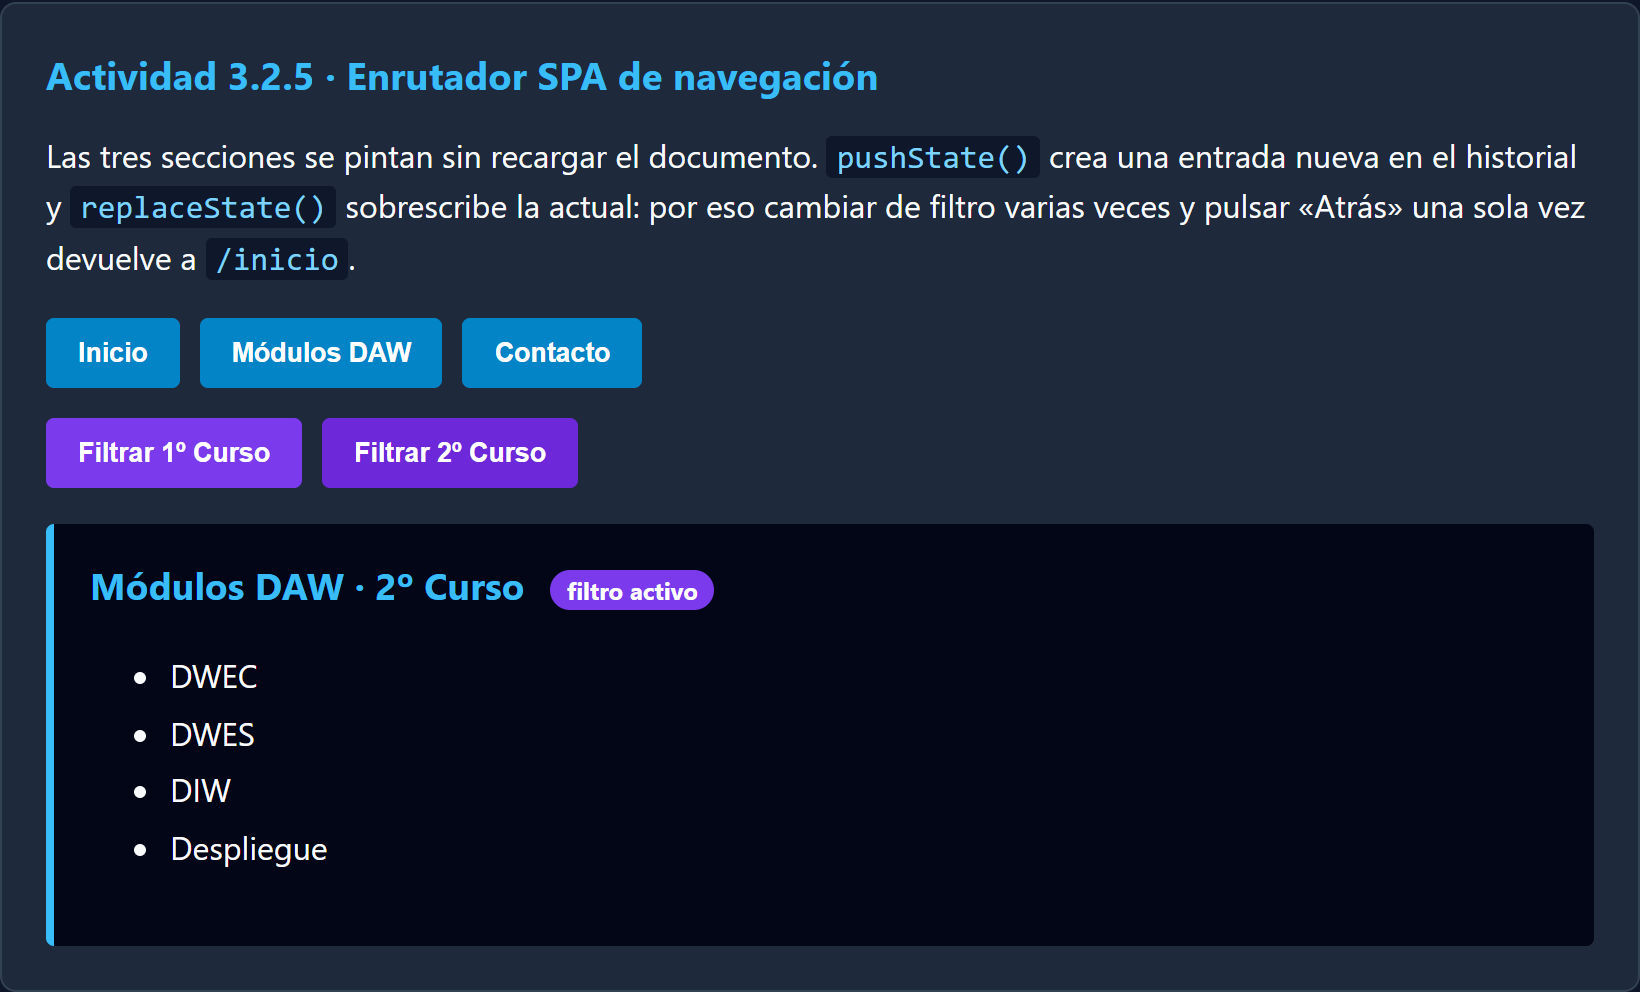 Actividad 3.2.5 · Enrutador SPA de navegación
Las tres secciones se pintan sin recargar el documento. pushState() crea una entrada nueva en el historial
y replaceState() sobrescribe la actual: por eso cambiar de filtro varias veces y pulsar «Atrás» una sola vez
devuelve a /inicio.
Inicio Módulos DAW Contacto
Filtrar 1º Curso Filtrar 2º Curso
Módulos DAW · 2º Curso filtro activo
• DWEC
• DWES
• DIW
• Despliegue